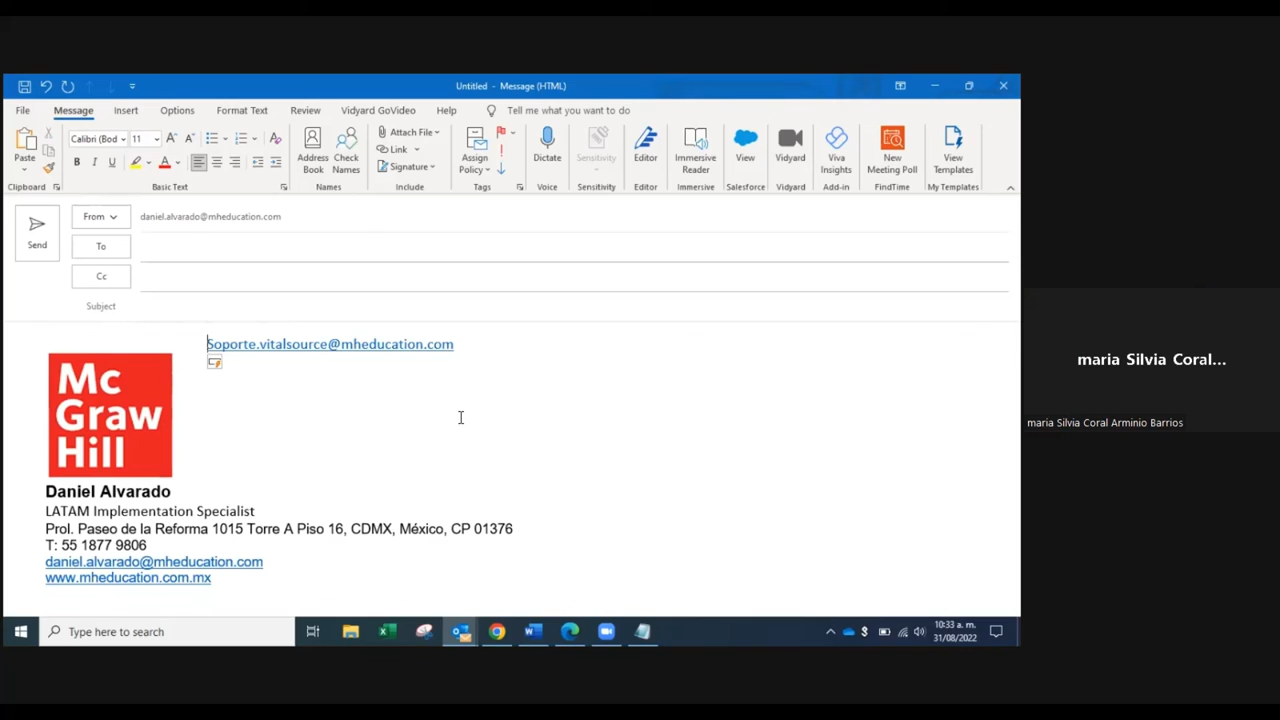 Untitled - Message (HTML)
File Message Insert Options Format Text Review Vidyard GoVideo Help Tell me what you want to do
Paste
Calibri (Bod 11
B I U
Address Book
Check Names
Attach File
Link
Signature
Assign Policy
Dictate
Sensitivity
Editor
Immersive Reader
View
Vidyard
Viva Insights
New Meeting Poll
View Templates
Clipboard Basic Text Names Include Tags Voice Sensitivity Editor Immersive Salesforce Vidyard Add-in FindTime My Templates
Send
From daniel.alvarado@mheducation.com
To
Cc
Subject
Soporte.vitalsource@mheducation.com
Mc
Graw
Hill
Daniel Alvarado
LATAM Implementation Specialist
Prol. Paseo de la Reforma 1015 Torre A Piso 16, CDMX, México, CP 01376
T: 55 1877 9806
daniel.alvarado@mheducation.com
www.mheducation.com.mx
Type here to search
10:33 a. m.
31/08/2022
maria Silvia Coral...
maria Silvia Coral Arminio Barrios